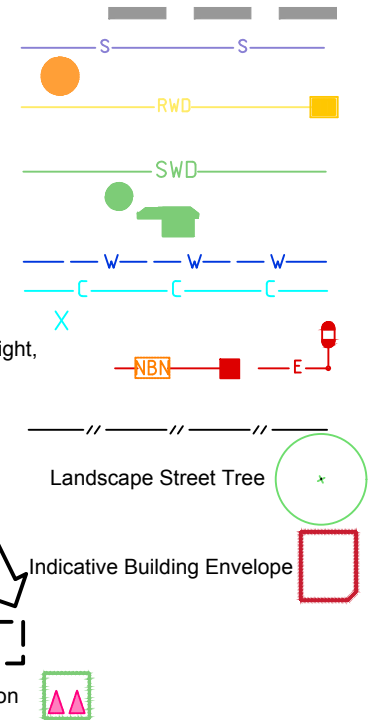 S S
RWD
SWD
W W W
C C C
X
ight,
NBN E
// // //
Landscape Street Tree
Indicative Building Envelope
on